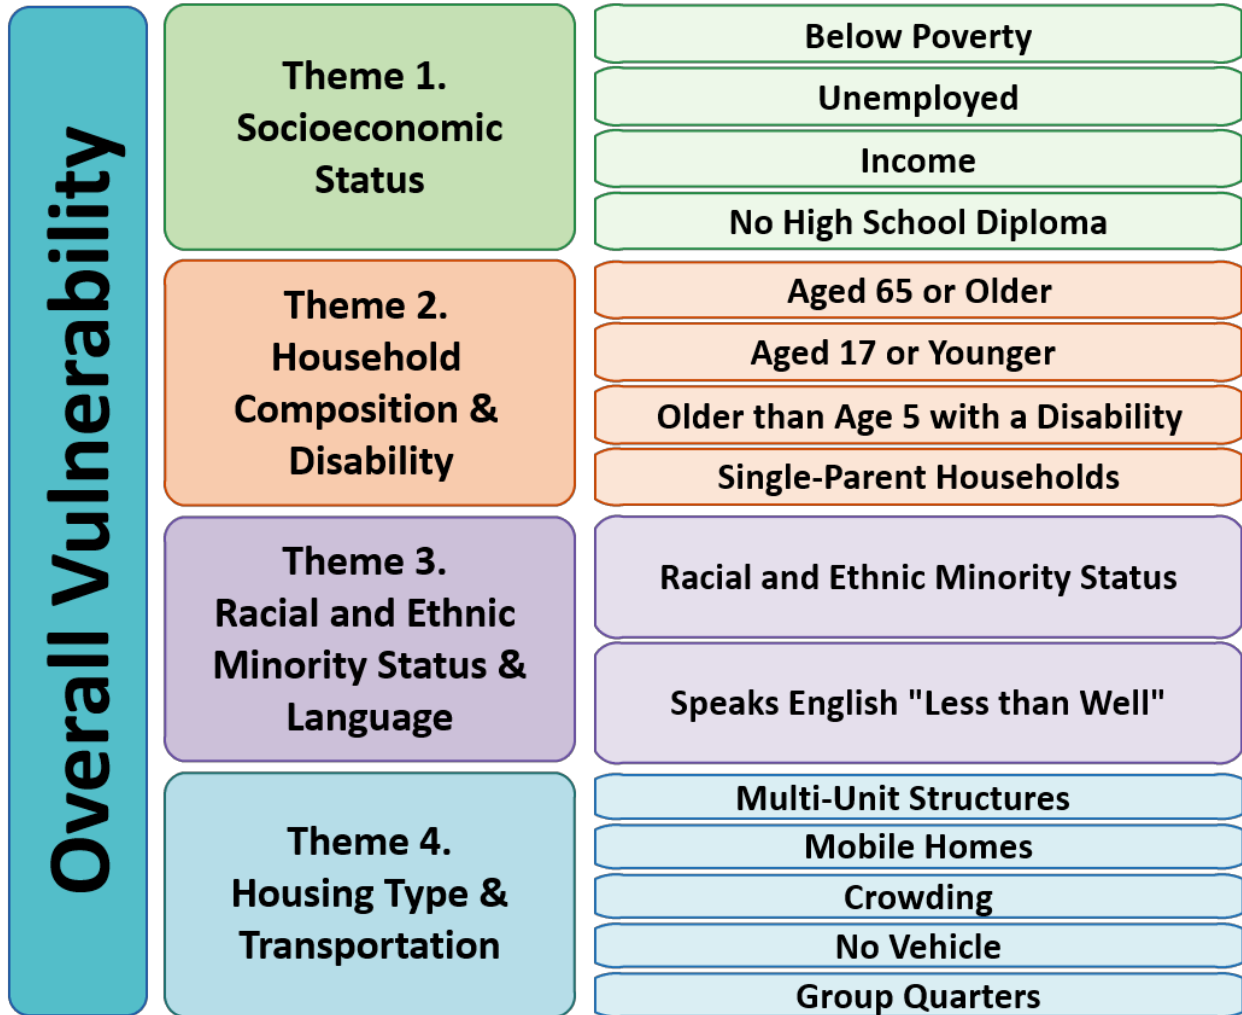 Overall Vulnerability
Theme 1.
Socioeconomic
Status
Below Poverty
Unemployed
Income
No High School Diploma
Theme 2.
Household
Composition &
Disability
Aged 65 or Older
Aged 17 or Younger
Older than Age 5 with a Disability
Single-Parent Households
Theme 3.
Racial and Ethnic
Minority Status &
Language
Racial and Ethnic Minority Status
Speaks English "Less than Well"
Theme 4.
Housing Type &
Transportation
Multi-Unit Structures
Mobile Homes
Crowding
No Vehicle
Group Quarters